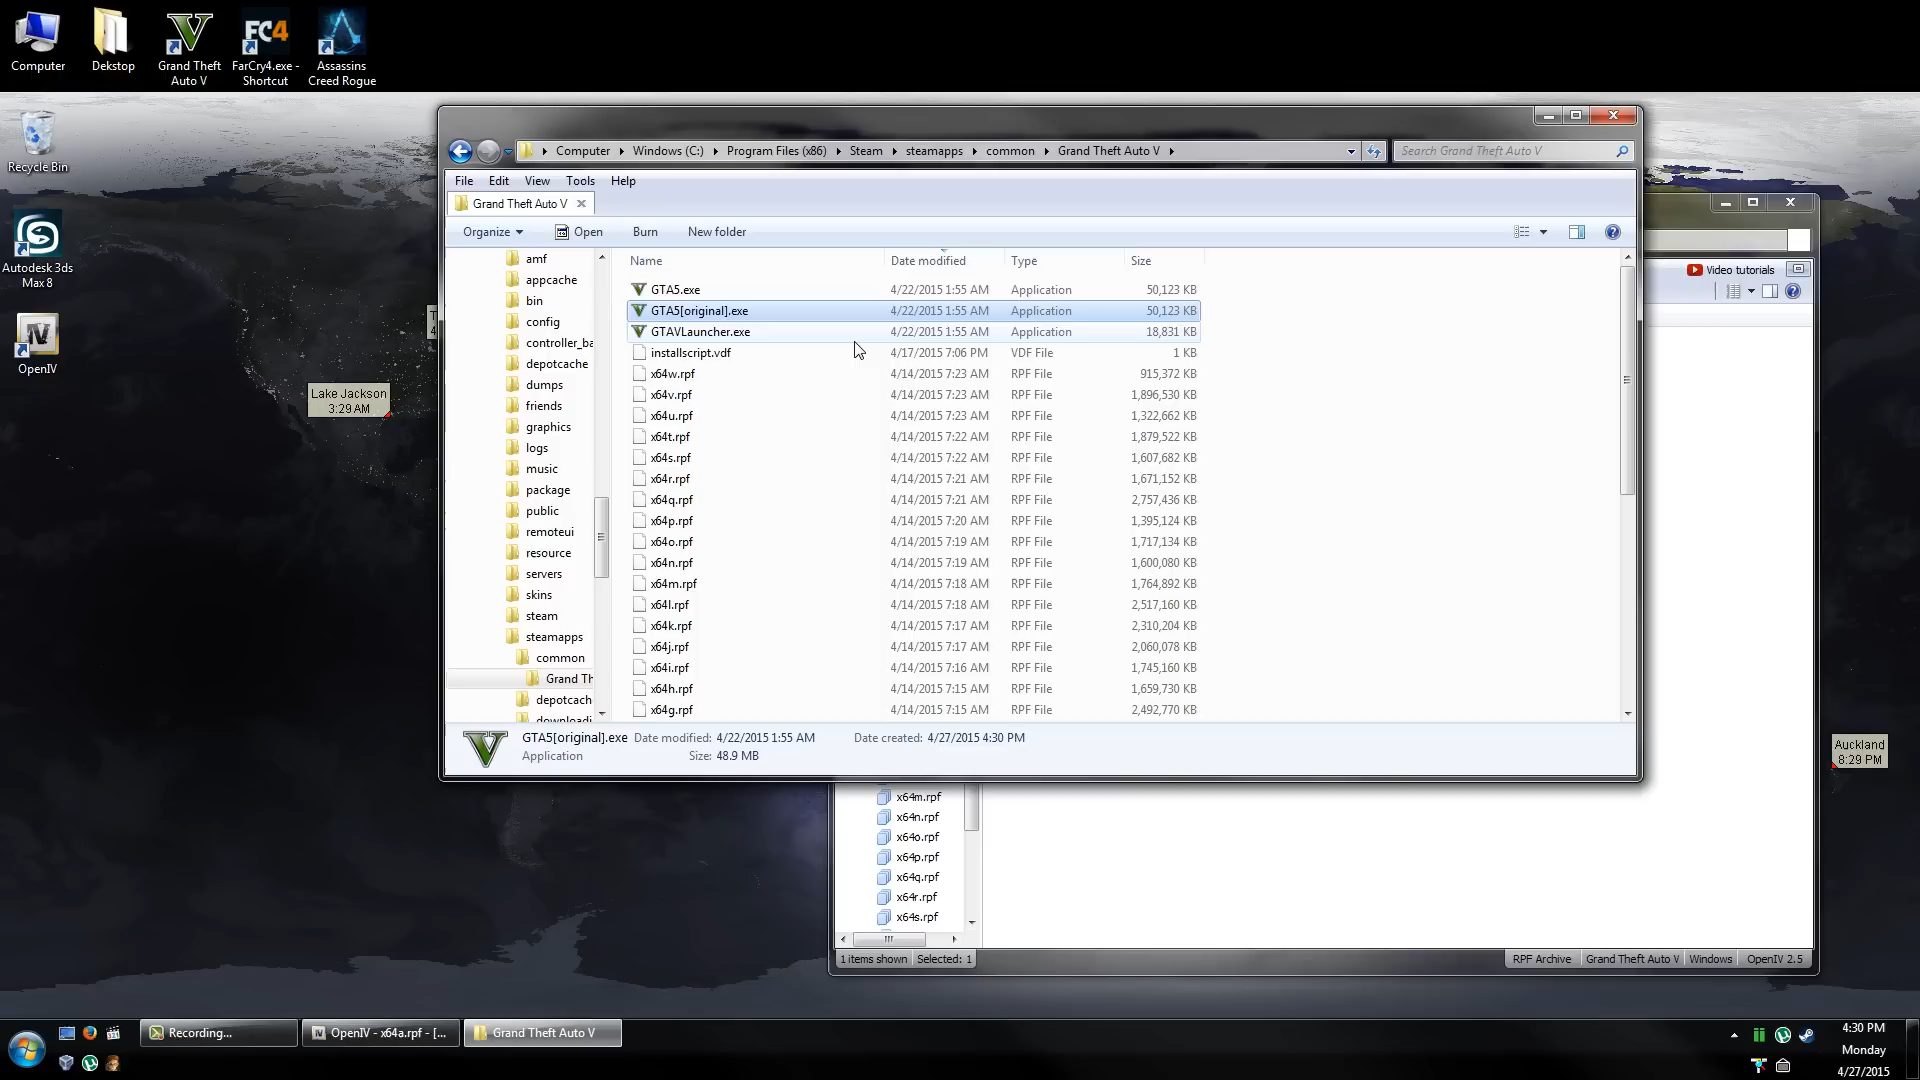 Computer
Dekstop
Grand Theft
Auto V
FC4
FarCry4.exe -
Shortcut
Assassins
Creed Rogue
Recycle Bin
Autodesk 3ds
Max 8
OpenIV
Lake Jackson
3:29 AM
Auckland
8:29 PM
Computer
Windows (C:)
Program Files (x86)
Steam
steamapps
common
Grand Theft Auto V
Search Grand Theft Auto V
File Edit View Tools Help
Grand Theft Auto V
Organize Open Burn New folder
amf
appcache
bin
config
controller_ba
depotcache
dumps
friends
graphics
logs
music
package
public
remoteui
resource
servers
skins
steam
steamapps
common
Grand Th
depotcach
downloadi
Name Date modified Type Size
GTA5.exe 4/22/2015 1:55 AM Application 50,123 KB
GTA5[original].exe 4/22/2015 1:55 AM Application 50,123 KB
GTAVLauncher.exe 4/22/2015 1:55 AM Application 18,831 KB
installscript.vdf 4/17/2015 7:06 PM VDF File 1 KB
x64w.rpf 4/14/2015 7:23 AM RPF File 915,372 KB
x64v.rpf 4/14/2015 7:23 AM RPF File 1,896,530 KB
x64u.rpf 4/14/2015 7:23 AM RPF File 1,322,662 KB
x64t.rpf 4/14/2015 7:22 AM RPF File 1,879,522 KB
x64s.rpf 4/14/2015 7:22 AM RPF File 1,607,682 KB
x64r.rpf 4/14/2015 7:21 AM RPF File 1,671,152 KB
x64q.rpf 4/14/2015 7:21 AM RPF File 2,757,436 KB
x64p.rpf 4/14/2015 7:20 AM RPF File 1,395,124 KB
x64o.rpf 4/14/2015 7:19 AM RPF File 1,717,134 KB
x64n.rpf 4/14/2015 7:19 AM RPF File 1,600,080 KB
x64m.rpf 4/14/2015 7:18 AM RPF File 1,764,892 KB
x64l.rpf 4/14/2015 7:18 AM RPF File 2,517,160 KB
x64k.rpf 4/14/2015 7:17 AM RPF File 2,310,204 KB
x64j.rpf 4/14/2015 7:17 AM RPF File 2,060,078 KB
x64i.rpf 4/14/2015 7:16 AM RPF File 1,745,160 KB
x64h.rpf 4/14/2015 7:15 AM RPF File 1,659,730 KB
x64g.rpf 4/14/2015 7:15 AM RPF File 2,492,770 KB
GTA5[original].exe Date modified: 4/22/2015 1:55 AM Date created: 4/27/2015 4:30 PM
Application Size: 48.9 MB
Video tutorials
x64m.rpf
x64n.rpf
x64o.rpf
x64p.rpf
x64q.rpf
x64r.rpf
x64s.rpf
1 items shown Selected: 1
RPF Archive Grand Theft Auto V Windows OpenIV 2.5
Recording...
OpenIV - x64a.rpf - [...
Grand Theft Auto V
4:30 PM
Monday
4/27/2015